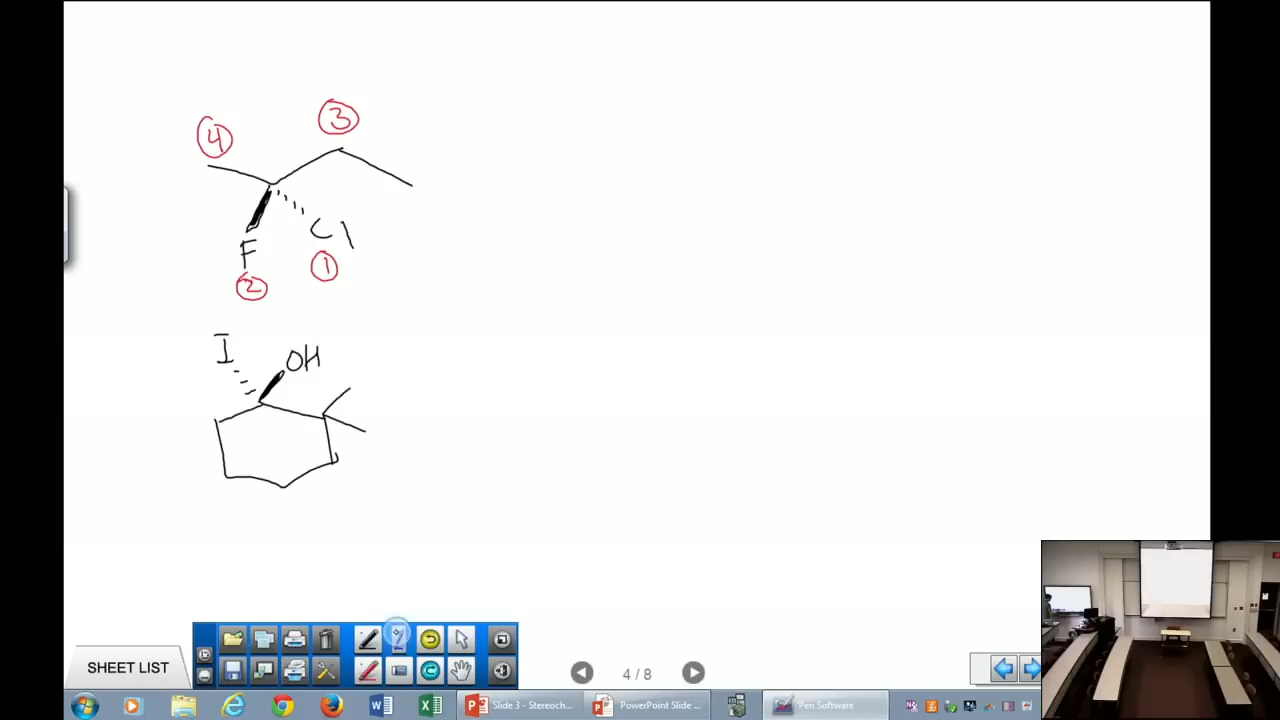 4
3
F
Cl
2
1
I
OH
SHEET LIST
4 / 8
Slide 3 - Stereoch...
PowerPoint Slide ...
Pen Software